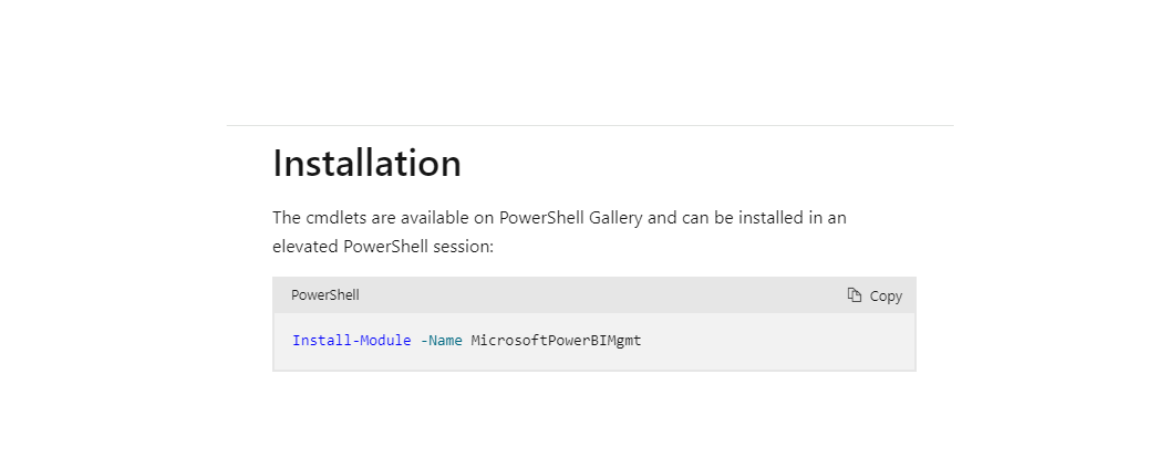 Installation
The cmdlets are available on PowerShell Gallery and can be installed in an
elevated PowerShell session:
PowerShell
Copy
Install-Module -Name MicrosoftPowerBIMgmt